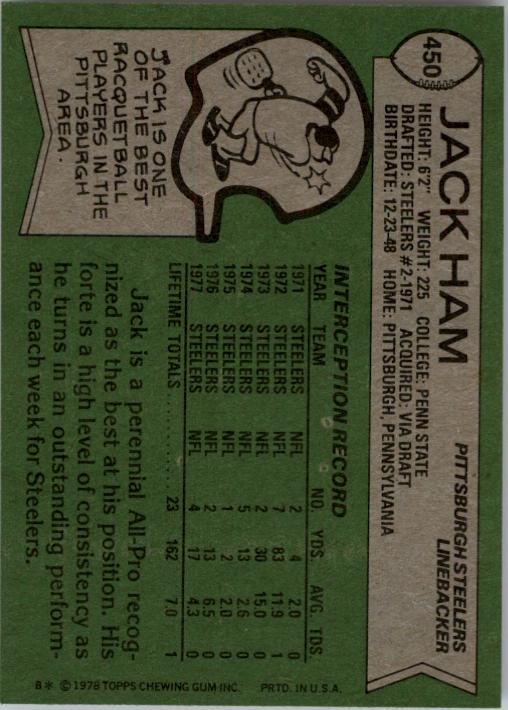 450
JACK HAM
PITTSBURGH STEELERS
LINEBACKER
HEIGHT: 6'2" WEIGHT: 225 COLLEGE: PENN STATE
DRAFTED: STEELERS #2-1971 ACQUIRED: VIA DRAFT
BIRTHDATE: 12-23-48 HOME: PITTSBURGH, PENNSYLVANIA
JACK IS ONE
OF THE BEST
RACQUETBALL
PLAYERS IN THE
PITTSBURGH
AREA.
INTERCEPTION RECORD
YEAR TEAM NO. YDS. AVG. TDS.
1971 STEELERS NFL 2 4 2.0 0
1972 STEELERS NFL 7 83 11.9 1
1973 STEELERS NFL 2 30 15.0 0
1974 STEELERS NFL 5 13 2.6 0
1975 STEELERS NFL 1 2 2.0 0
1976 STEELERS NFL 2 13 6.5 0
1977 STEELERS NFL 4 17 4.3 0
LIFETIME TOTALS.......... 23 162 7.0 1
Jack is a perennial All-Pro recog-
nized as the best at his position. His
forte is a high level of consistency as
he turns in an outstanding perform-
ance each week for Steelers.
8* © 1978 TOPPS CHEWING GUM INC. PRTD. IN U.S.A.